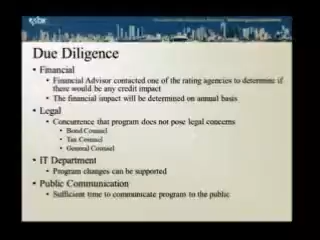 Due Diligence
• Financial
• Financial Advisor contacted one of the rating agencies to determine if
there would be any credit impact
• The financial impact will be determined on annual basis
• Legal
• Concurrence that program does not pose legal concerns
• Bond Counsel
• Tax Counsel
• General Counsel
• IT Department
• Program changes can be supported
• Public Communication
• Sufficient time to communicate program to the public